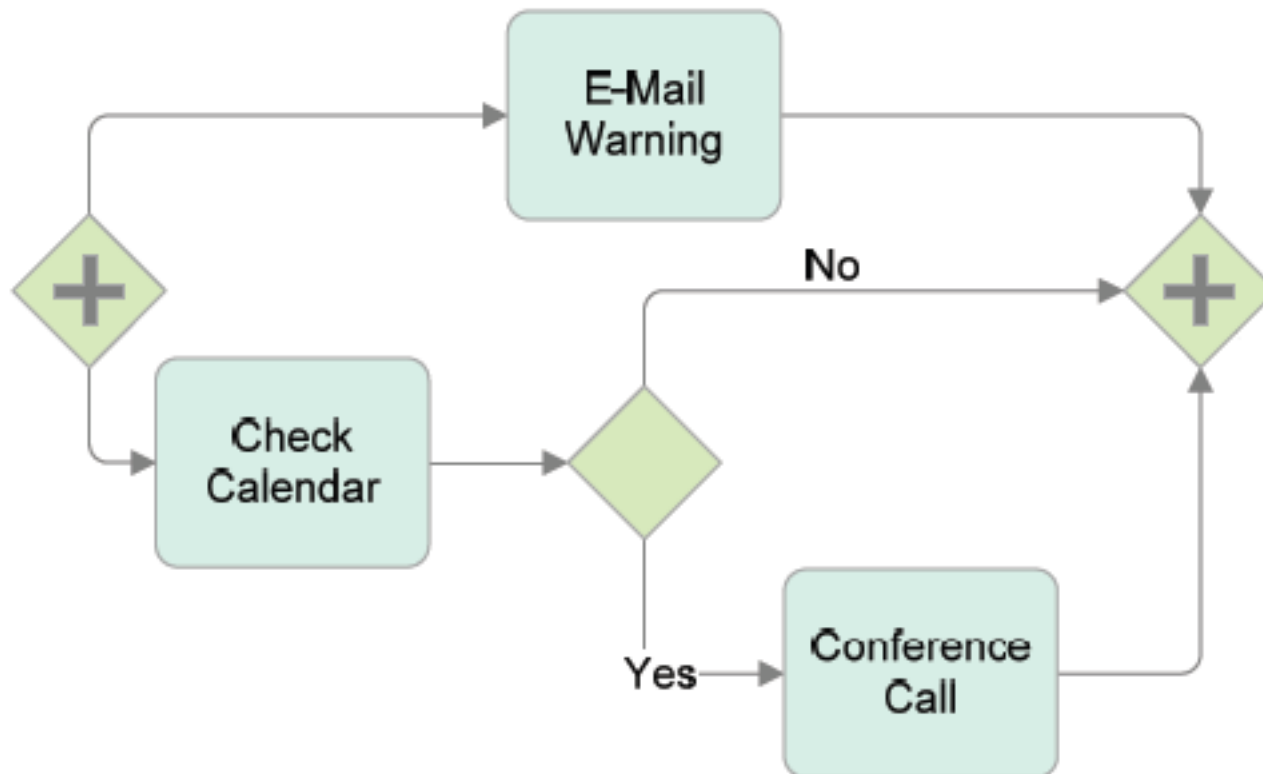 E-Mail
Warning
No
Check
Calendar
Yes
Conference
Call